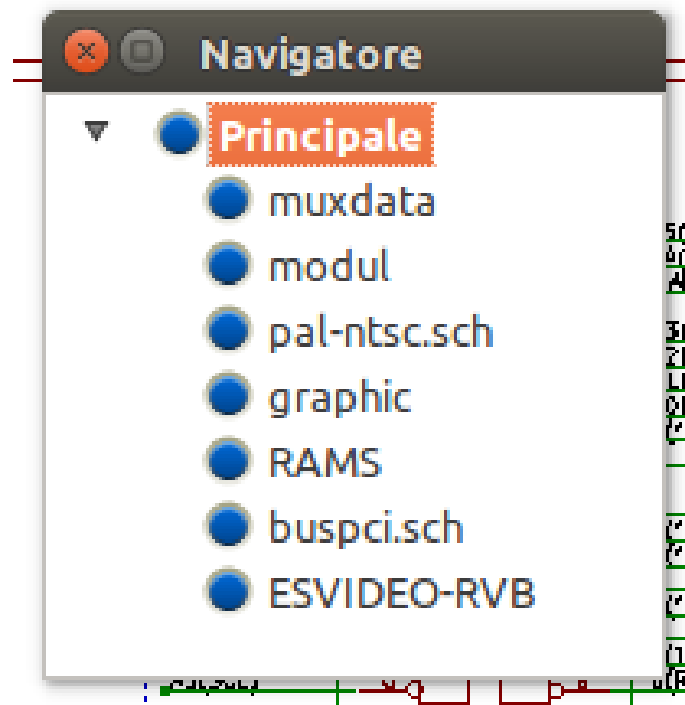 Navigatore
Principale
muxdata
modul
pal-ntsc.sch
graphic
RAMS
buspci.sch
ESVIDEO-RVB